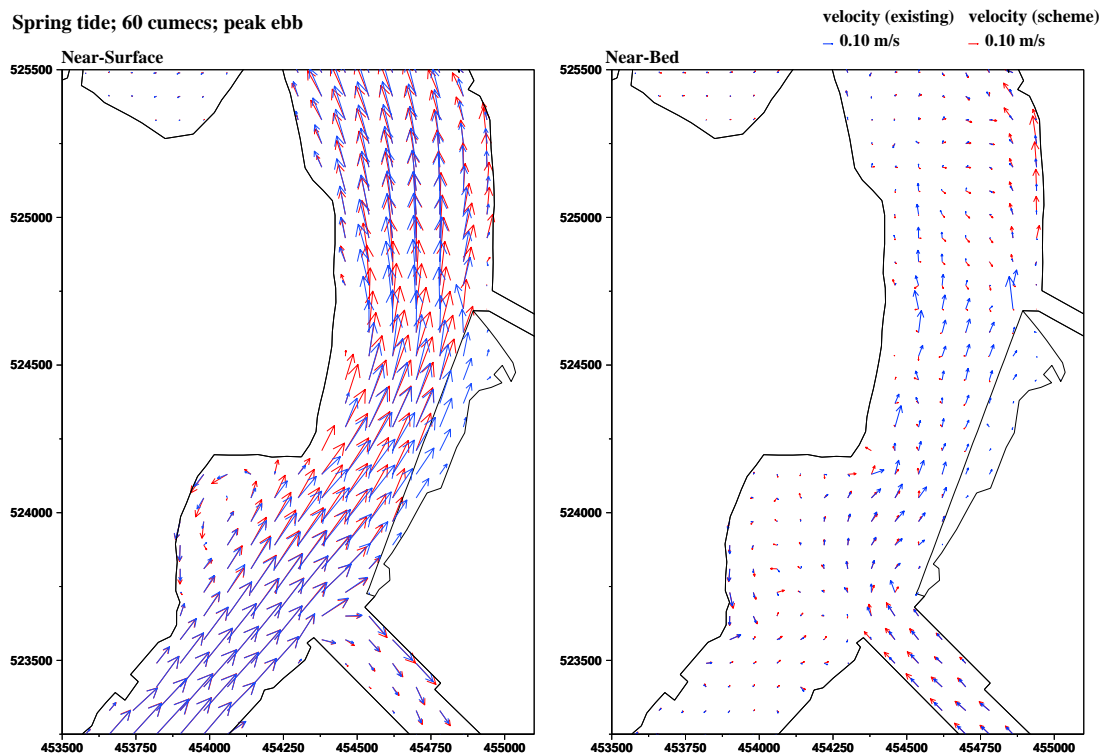 Spring tide; 60 cumecs; peak ebb
velocity (existing) velocity (scheme)
0.10 m/s 0.10 m/s
Near-Surface Near-Bed
525500 525500
525000 525000
524500 524500
524000 524000
523500 523500
453500 453750 454000 454250 454500 454750 455000 453500 453750 454000 454250 454500 454750 455000